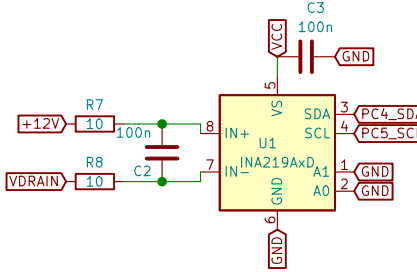 C3
100n
VCC
GND
5
VS
R7
+12V
10
100n
8
IN+
SDA
3
PC4_SDA
SCL
4
PC5_SCL
U1
INA219AxD
R8
C2
VDRAIN
10
7
IN-
A1
1
GND
A0
2
GND
GND
6
GND